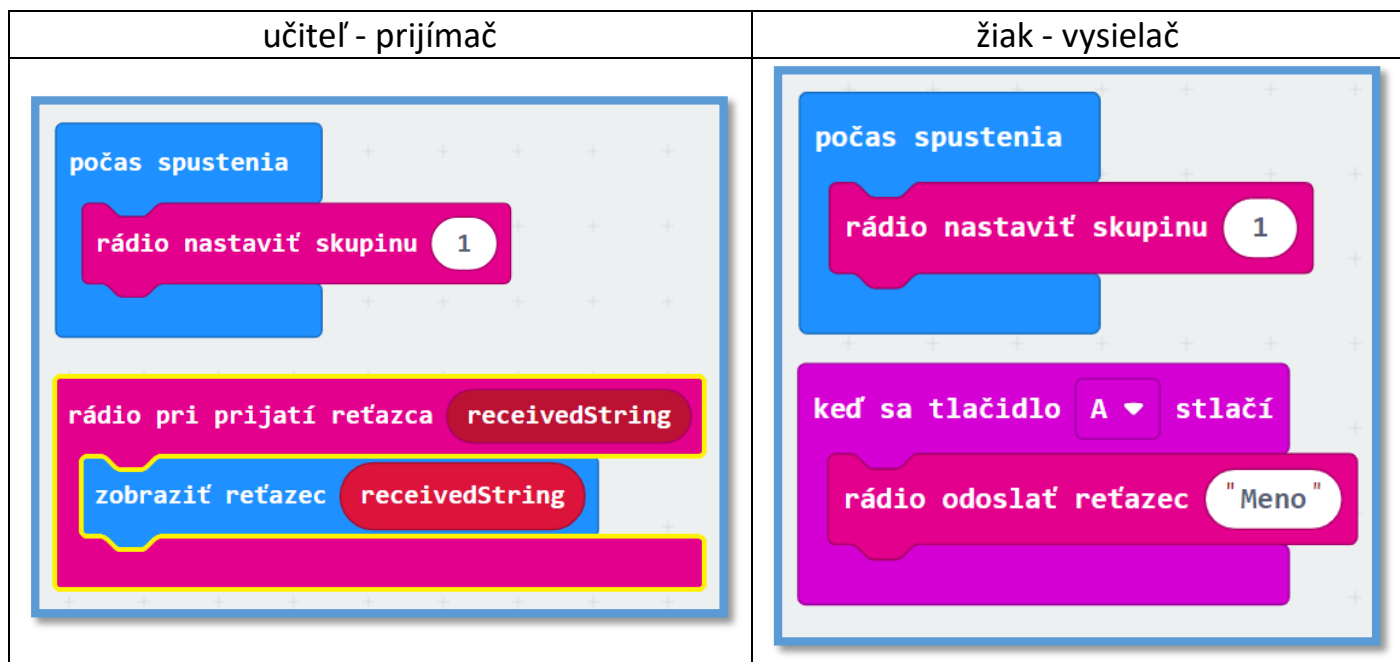 učiteľ - prijímač
počas spustenia
rádio nastaviť skupinu 1
rádio pri prijatí reťazca receivedString
zobraziť reťazec receivedString
žiak - vysielač
počas spustenia
rádio nastaviť skupinu 1
keď sa tlačidlo A stlačí
rádio odoslať reťazec "Meno"